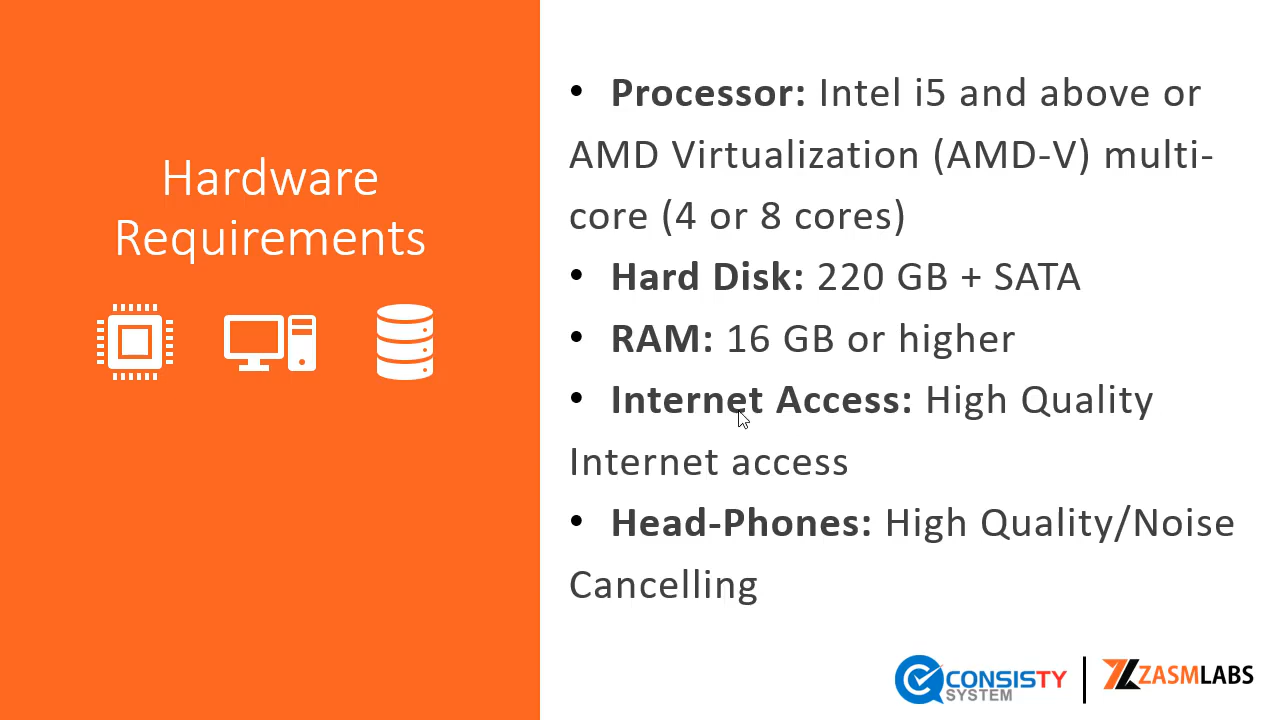 Hardware
Requirements
• Processor: Intel i5 and above or
AMD Virtualization (AMD-V) multi-
core (4 or 8 cores)
• Hard Disk: 220 GB + SATA
• RAM: 16 GB or higher
• Internet Access: High Quality
Internet access
• Head-Phones: High Quality/Noise
Cancelling
CONSISTY
SYSTEM
ZASMLABS